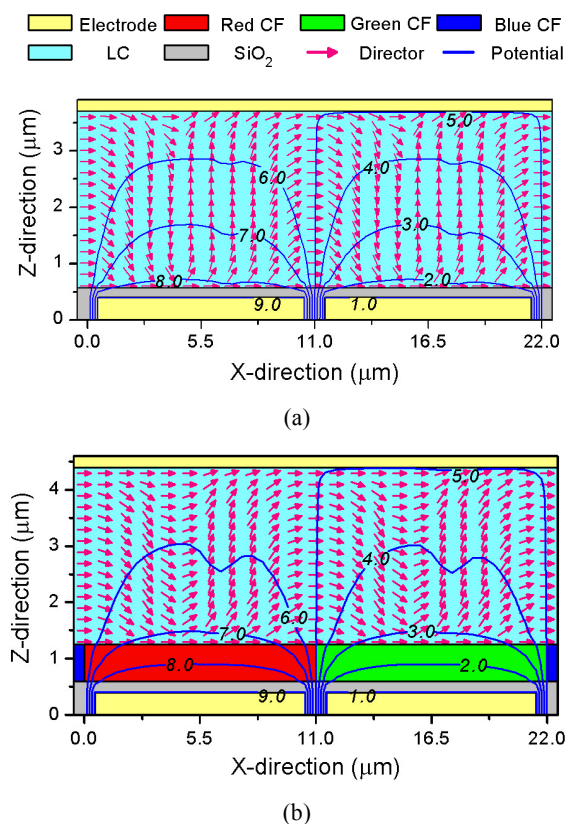 Electrode Red CF Green CF Blue CF
LC SiO₂ Director Potential
5.0
6.0 4.0
7.0 3.0
8.0 2.0
9.0 1.0
3
2
1
0
Z-direction (μm)
0.0 5.5 11.0 16.5 22.0
X-direction (μm)
(a)
5.0
4.0
6.0
7.0 3.0
8.0 2.0
9.0 1.0
4
3
2
1
0
Z-direction (μm)
0.0 5.5 11.0 16.5 22.0
X-direction (μm)
(b)